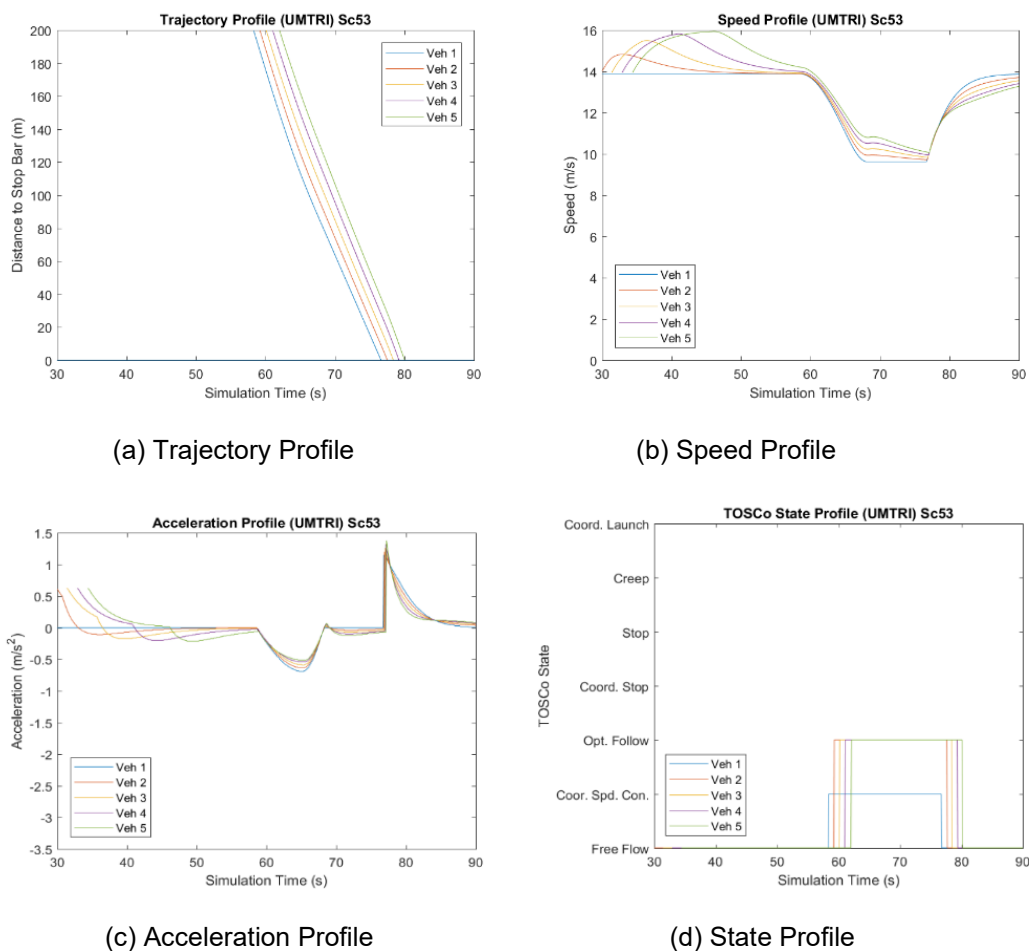 Trajectory Profile (UMTRI) Sc53
200
180
160
140
120
100
80
60
40
20
0
Distance to Stop Bar (m)
Veh 1
Veh 2
Veh 3
Veh 4
Veh 5
30 40 50 60 70 80 90
Simulation Time (s)
(a) Trajectory Profile
Speed Profile (UMTRI) Sc53
16
14
12
10
8
6
4
2
0
Speed (m/s)
Veh 1
Veh 2
Veh 3
Veh 4
Veh 5
30 40 50 60 70 80 90
Simulation Time (s)
(b) Speed Profile
Acceleration Profile (UMTRI) Sc53
1.5
1
0.5
0
-0.5
-1
-1.5
-2
-2.5
-3
-3.5
Acceleration (m/s2)
Veh 1
Veh 2
Veh 3
Veh 4
Veh 5
30 40 50 60 70 80 90
Simulation Time (s)
(c) Acceleration Profile
TOSCo State Profile (UMTRI) Sc53
Coord. Launch
Creep
Stop
Coord. Stop
Opt. Follow
Coor. Spd. Con.
Free Flow
TOSCo State
Veh 1
Veh 2
Veh 3
Veh 4
Veh 5
30 40 50 60 70 80 90
Simulation Time (s)
(d) State Profile